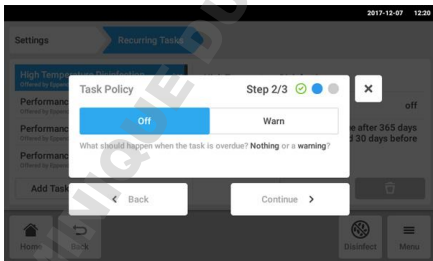 2017-12-07 12:20
Settings
Recurring Tasks
High Temperature Disinfection
Task Policy
Step 2/3
Performanc
off
Off
Warn
Performanc
e after 365 days
What should happen when the task is overdue? Nothing or a warning?
d 30 days before
Performanc
Add Task
Back
Continue
Home
Back
Disinfect
Menu